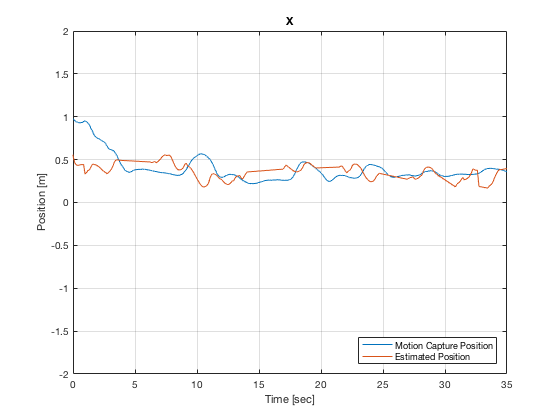 X
2
1.5
1
0.5
0
-0.5
-1
-1.5
-2
Position [m]
0 5 10 15 20 25 30 35
Time [sec]
Motion Capture Position
Estimated Position